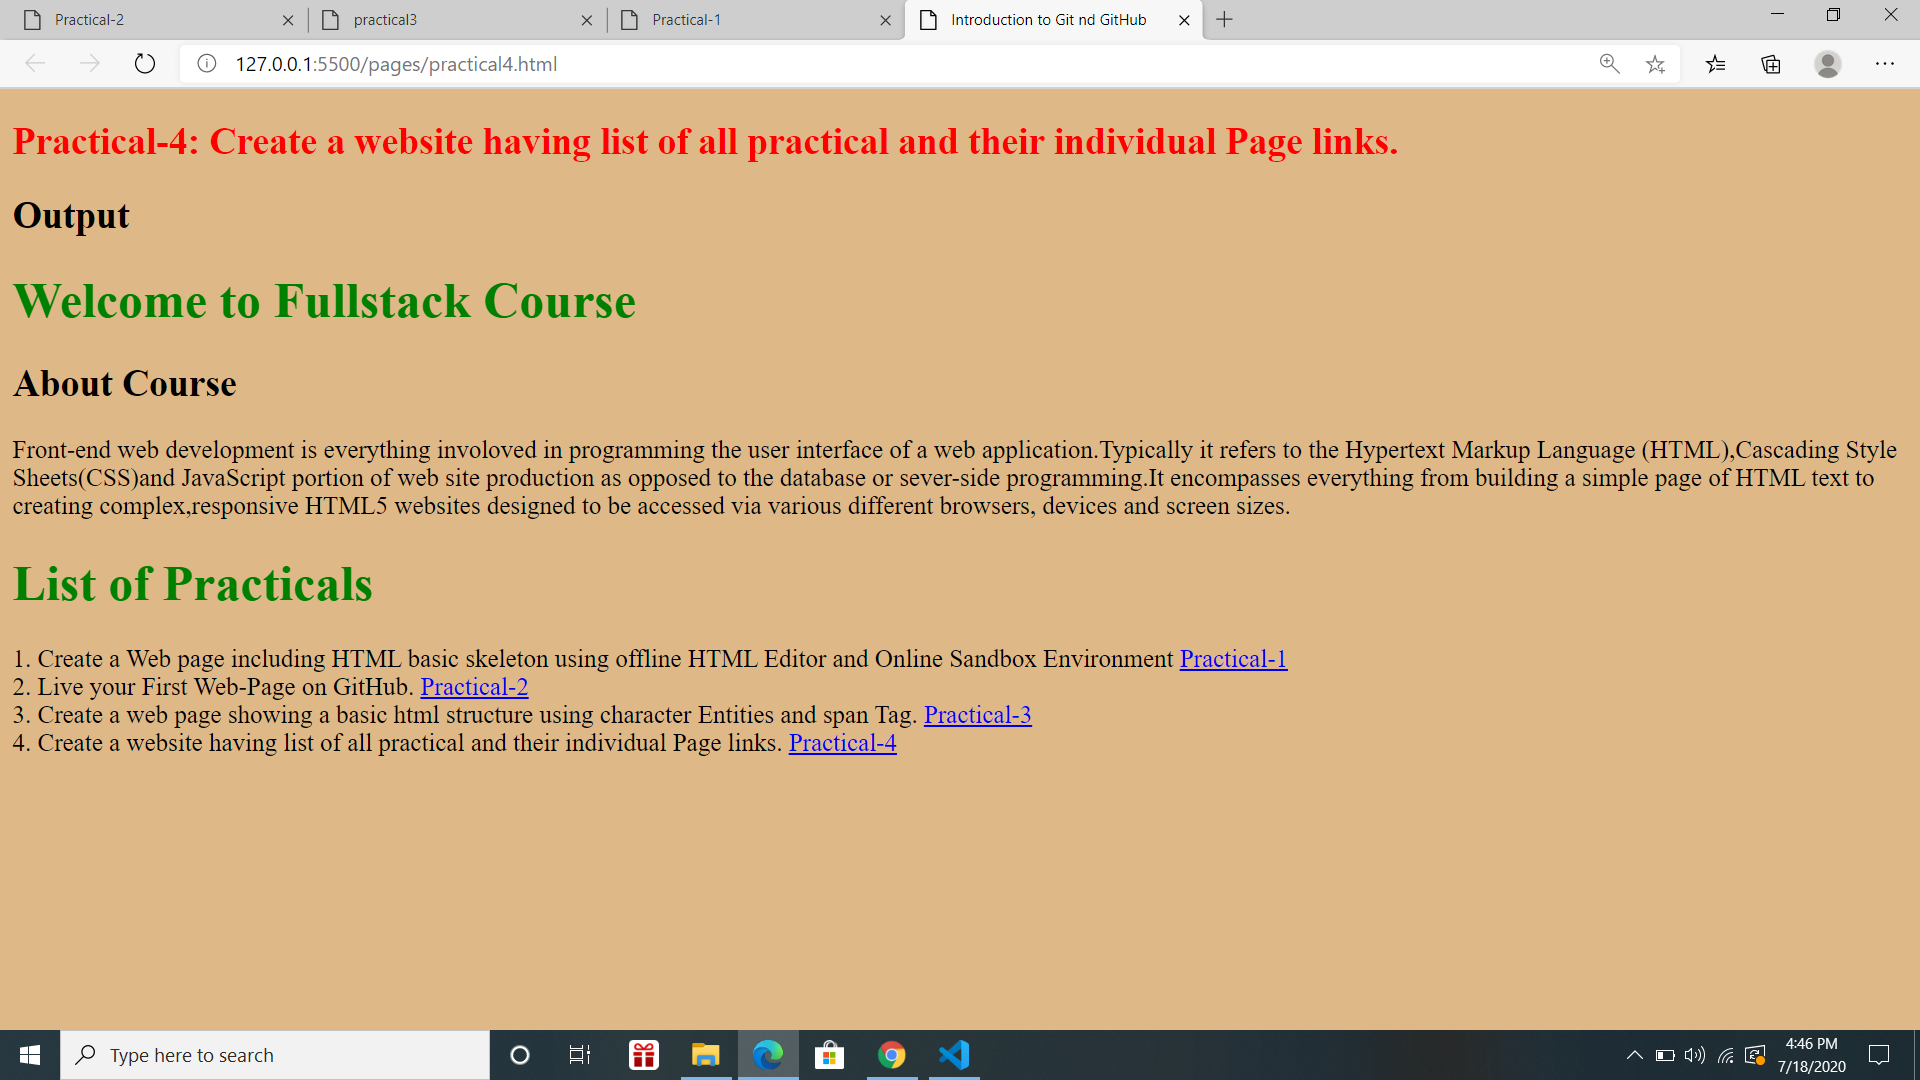 Practical-2
practical3
Practical-1
Introduction to Git nd GitHub
127.0.0.1:5500/pages/practical4.html
Practical-4: Create a website having list of all practical and their individual Page links.
Output
Welcome to Fullstack Course
About Course
Front-end web development is everything involoved in programming the user interface of a web application.Typically it refers to the Hypertext Markup Language (HTML),Cascading Style
Sheets(CSS)and JavaScript portion of web site production as opposed to the database or sever-side programming.It encompasses everything from building a simple page of HTML text to
creating complex,responsive HTML5 websites designed to be accessed via various different browsers, devices and screen sizes.
List of Practicals
1. Create a Web page including HTML basic skeleton using offline HTML Editor and Online Sandbox Environment Practical-1
2. Live your First Web-Page on GitHub. Practical-2
3. Create a web page showing a basic html structure using character Entities and span Tag. Practical-3
4. Create a website having list of all practical and their individual Page links. Practical-4
Type here to search
4:46 PM
7/18/2020